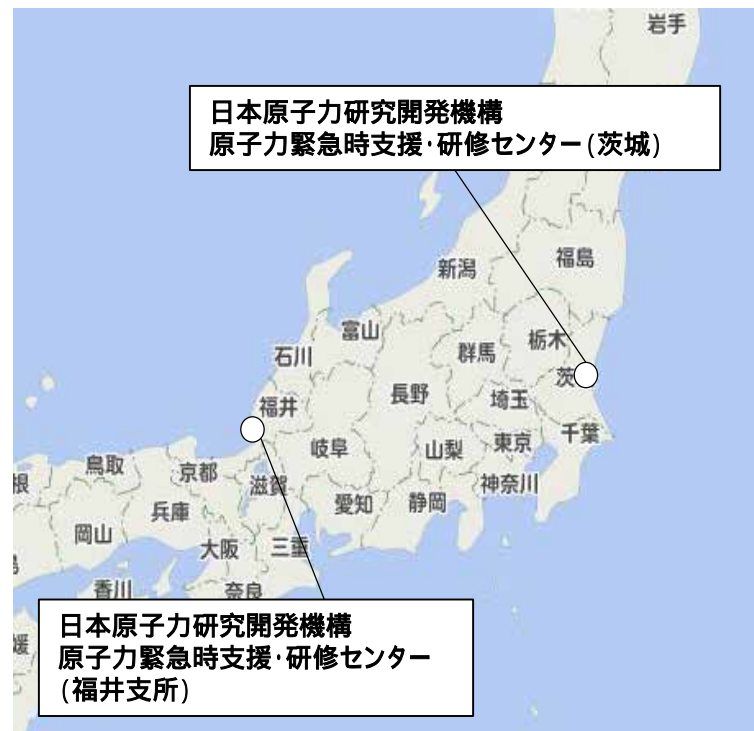 岩手
日本原子力研究開発機構
原子力緊急時支援･研修センター(茨城)
福島
新潟
富山
栃木
群馬
石川
茨
長野
埼玉
福井
千葉
東京
岐阜
山梨
鳥取
京都
神奈川
根
滋賀
愛知
静岡
兵庫
岡山
大阪
三重
香川
奈良
日本原子力研究開発機構
原子力緊急時支援･研修センター
(福井支所)
媛